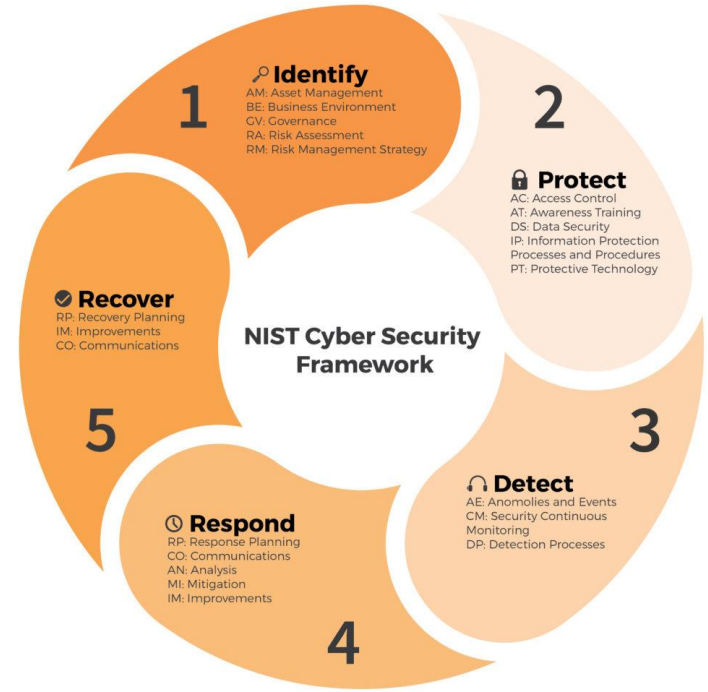 1
Identify
AM: Asset Management
BE: Business Environment
GV: Governance
RA: Risk Assessment
RM: Risk Management Strategy
2
Protect
AC: Access Control
AT: Awareness Training
DS: Data Security
IP: Information Protection
Processes and Procedures
PT: Protective Technology
NIST Cyber Security
Framework
3
Detect
AE: Anomolies and Events
CM: Security Continuous
Monitoring
DP: Detection Processes
4
Respond
RP: Response Planning
CO: Communications
AN: Analysis
MI: Mitigation
IM: Improvements
5
Recover
RP: Recovery Planning
IM: Improvements
CO: Communications